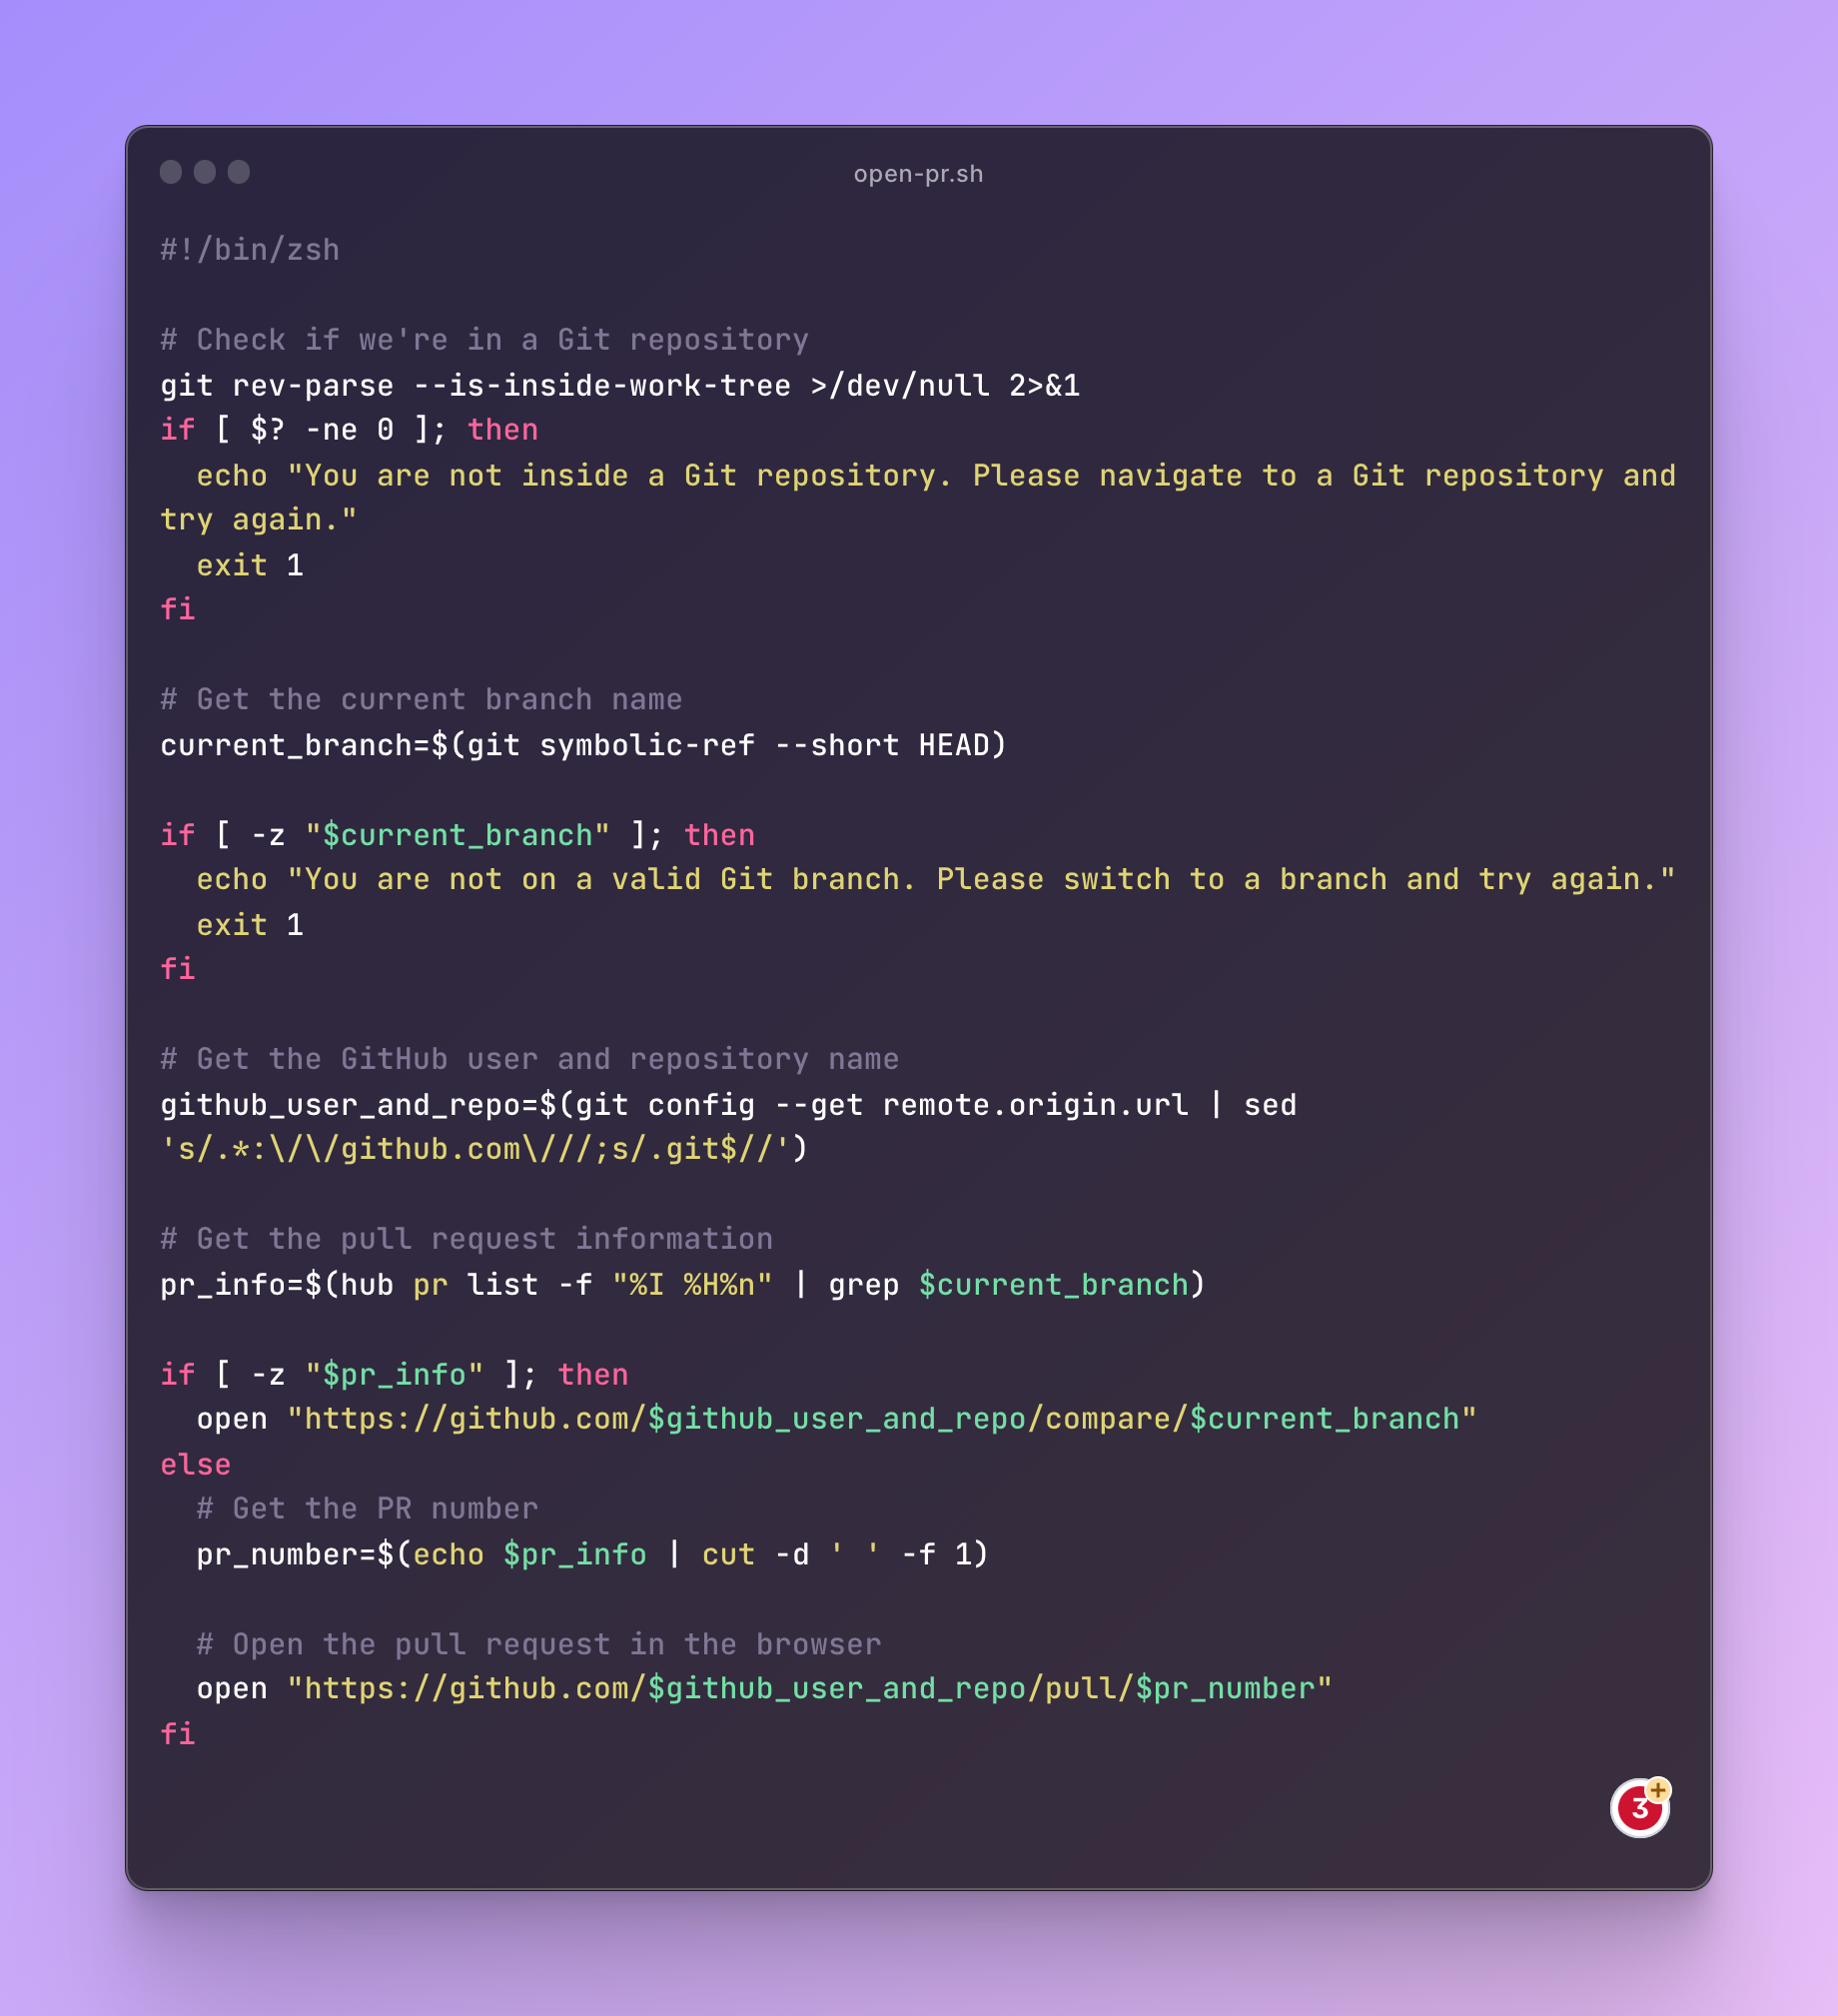 open-pr.sh
#!/bin/zsh
# Check if we're in a Git repository
git rev-parse --is-inside-work-tree >/dev/null 2>&1
if [ $? -ne 0 ]; then
  echo "You are not inside a Git repository. Please navigate to a Git repository and
try again."
  exit 1
fi
# Get the current branch name
current_branch=$(git symbolic-ref --short HEAD)
if [ -z "$current_branch" ]; then
  echo "You are not on a valid Git branch. Please switch to a branch and try again."
  exit 1
fi
# Get the GitHub user and repository name
github_user_and_repo=$(git config --get remote.origin.url | sed
's/.*:\/\/github.com\///;s/.git$//')
# Get the pull request information
pr_info=$(hub pr list -f "%I %H%n" | grep $current_branch)
if [ -z "$pr_info" ]; then
  open "https://github.com/$github_user_and_repo/compare/$current_branch"
else
  # Get the PR number
  pr_number=$(echo $pr_info | cut -d ' ' -f 1)
  # Open the pull request in the browser
  open "https://github.com/$github_user_and_repo/pull/$pr_number"
fi
3
+